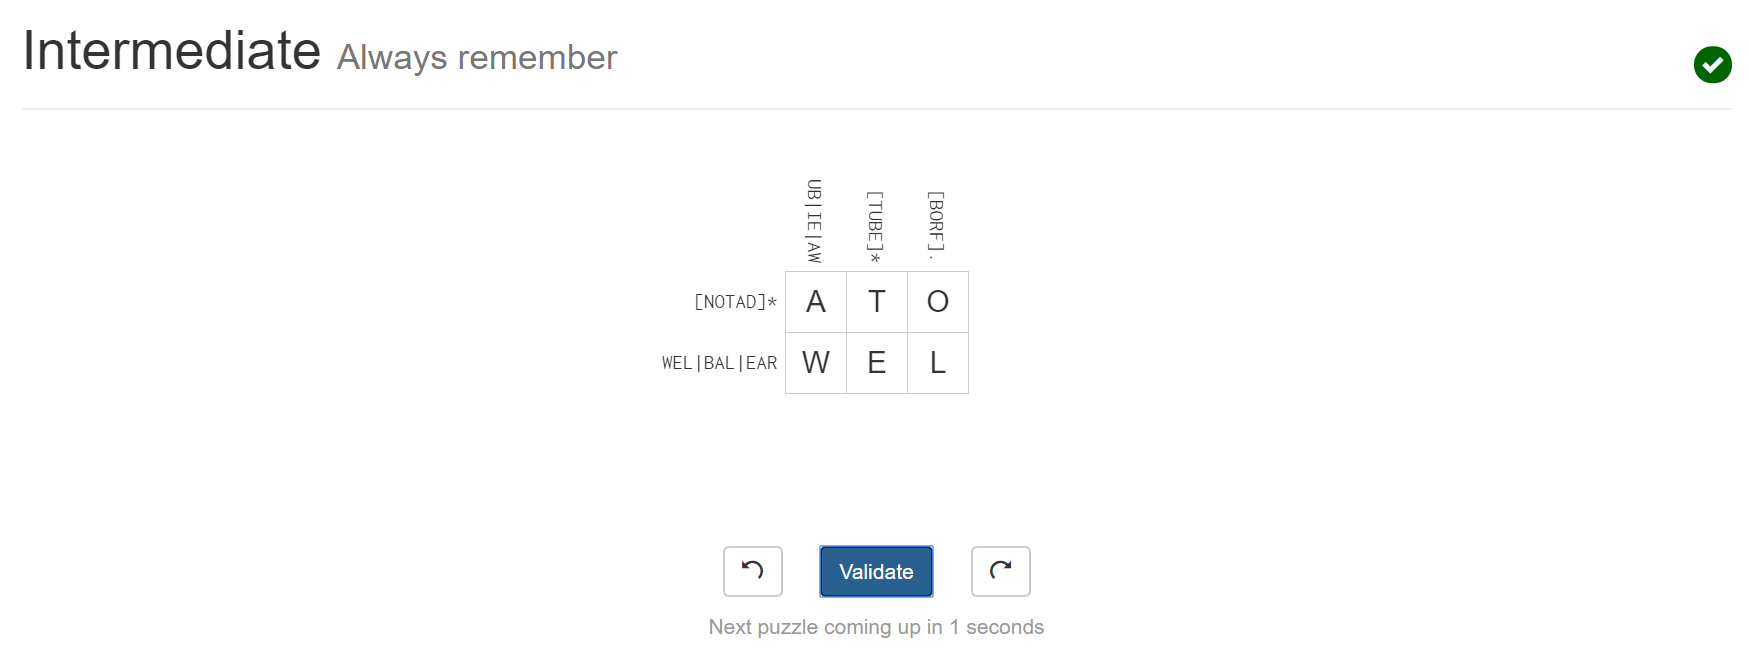 Intermediate Always remember
UB|IE|AW
[TUBE]*
[BORF].
[NOTAD]* A T O
WEL|BAL|EAR W E L
Validate
Next puzzle coming up in 1 seconds